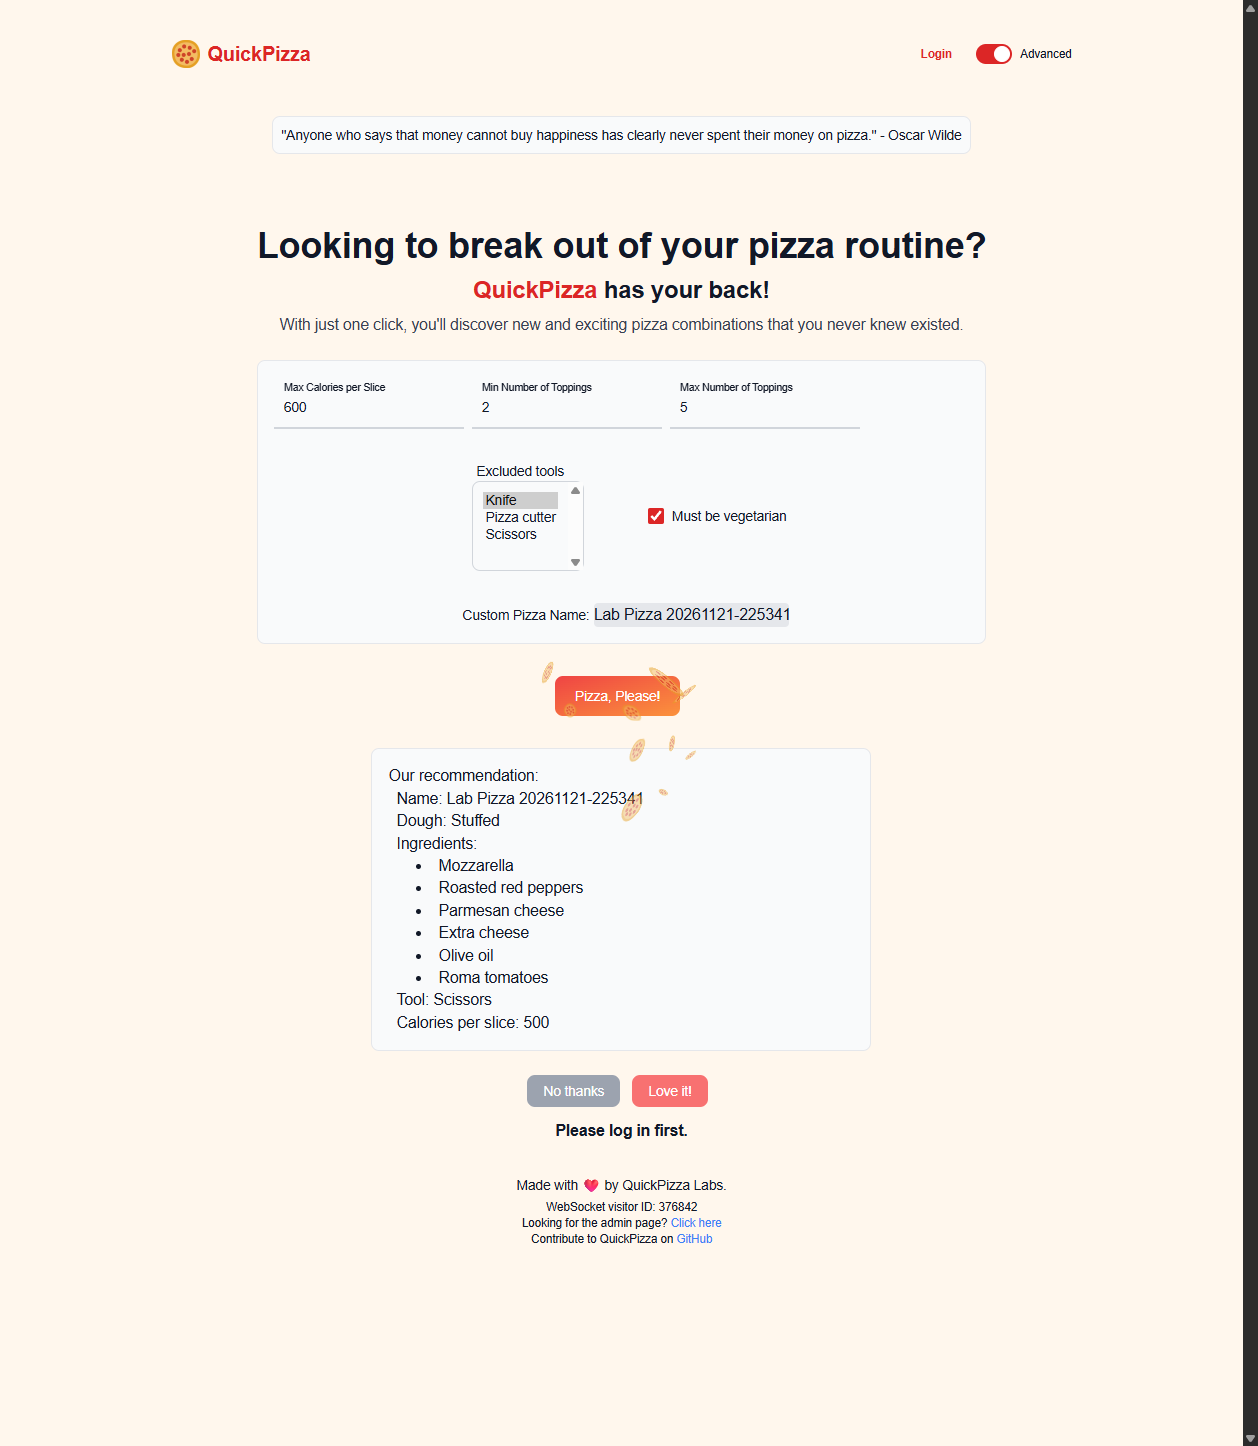 QuickPizza
Login
Advanced
"Anyone who says that money cannot buy happiness has clearly never spent their money on pizza." - Oscar Wilde
Looking to break out of your pizza routine?
QuickPizza has your back!
With just one click, you'll discover new and exciting pizza combinations that you never knew existed.
Max Calories per Slice
600
Min Number of Toppings
2
Max Number of Toppings
5
Excluded tools
Knife
Pizza cutter
Scissors
Must be vegetarian
Custom Pizza Name: Lab Pizza 20261121-225341
Pizza, Please!
Our recommendation:
Name: Lab Pizza 20261121-225341
Dough: Stuffed
Ingredients:
• Mozzarella
• Roasted red peppers
• Parmesan cheese
• Extra cheese
• Olive oil
• Roma tomatoes
Tool: Scissors
Calories per slice: 500
No thanks
Love it!
Please log in first.
Made with ❤️ by QuickPizza Labs.
WebSocket visitor ID: 376842
Looking for the admin page? Click here
Contribute to QuickPizza on GitHub